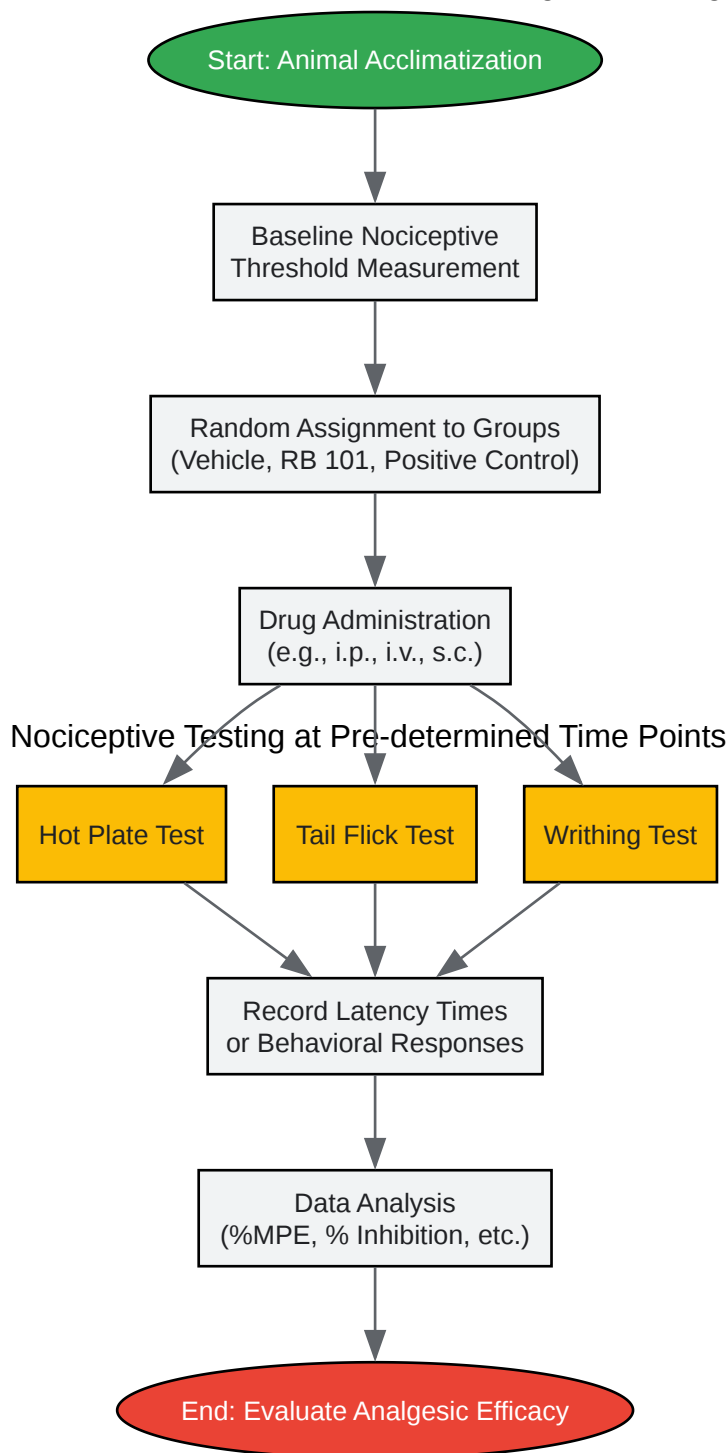 Start: Animal Acclimatization
Baseline Nociceptive
Threshold Measurement
Random Assignment to Groups
(Vehicle, RB 101, Positive Control)
Drug Administration
(e.g., i.p., i.v., s.c.)
Nociceptive Testing at Pre-determined Time Points
Hot Plate Test
Tail Flick Test
Writhing Test
Record Latency Times
or Behavioral Responses
Data Analysis
(%MPE, % Inhibition, etc.)
End: Evaluate Analgesic Efficacy